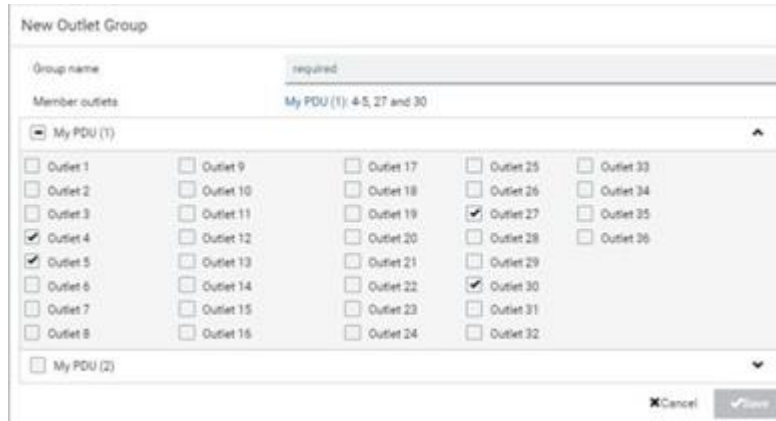 New Outlet Group
Group name required
Member outlets My PDU (1): 4-5, 27 and 30
My PDU (1)
Outlet 1 Outlet 9 Outlet 17 Outlet 25 Outlet 33
Outlet 2 Outlet 10 Outlet 18 Outlet 26 Outlet 34
Outlet 3 Outlet 11 Outlet 19 Outlet 27 Outlet 35
Outlet 4 Outlet 12 Outlet 20 Outlet 28 Outlet 36
Outlet 5 Outlet 13 Outlet 21 Outlet 29
Outlet 6 Outlet 14 Outlet 22 Outlet 30
Outlet 7 Outlet 15 Outlet 23 Outlet 31
Outlet 8 Outlet 16 Outlet 24 Outlet 32
My PDU (2)
Cancel Save